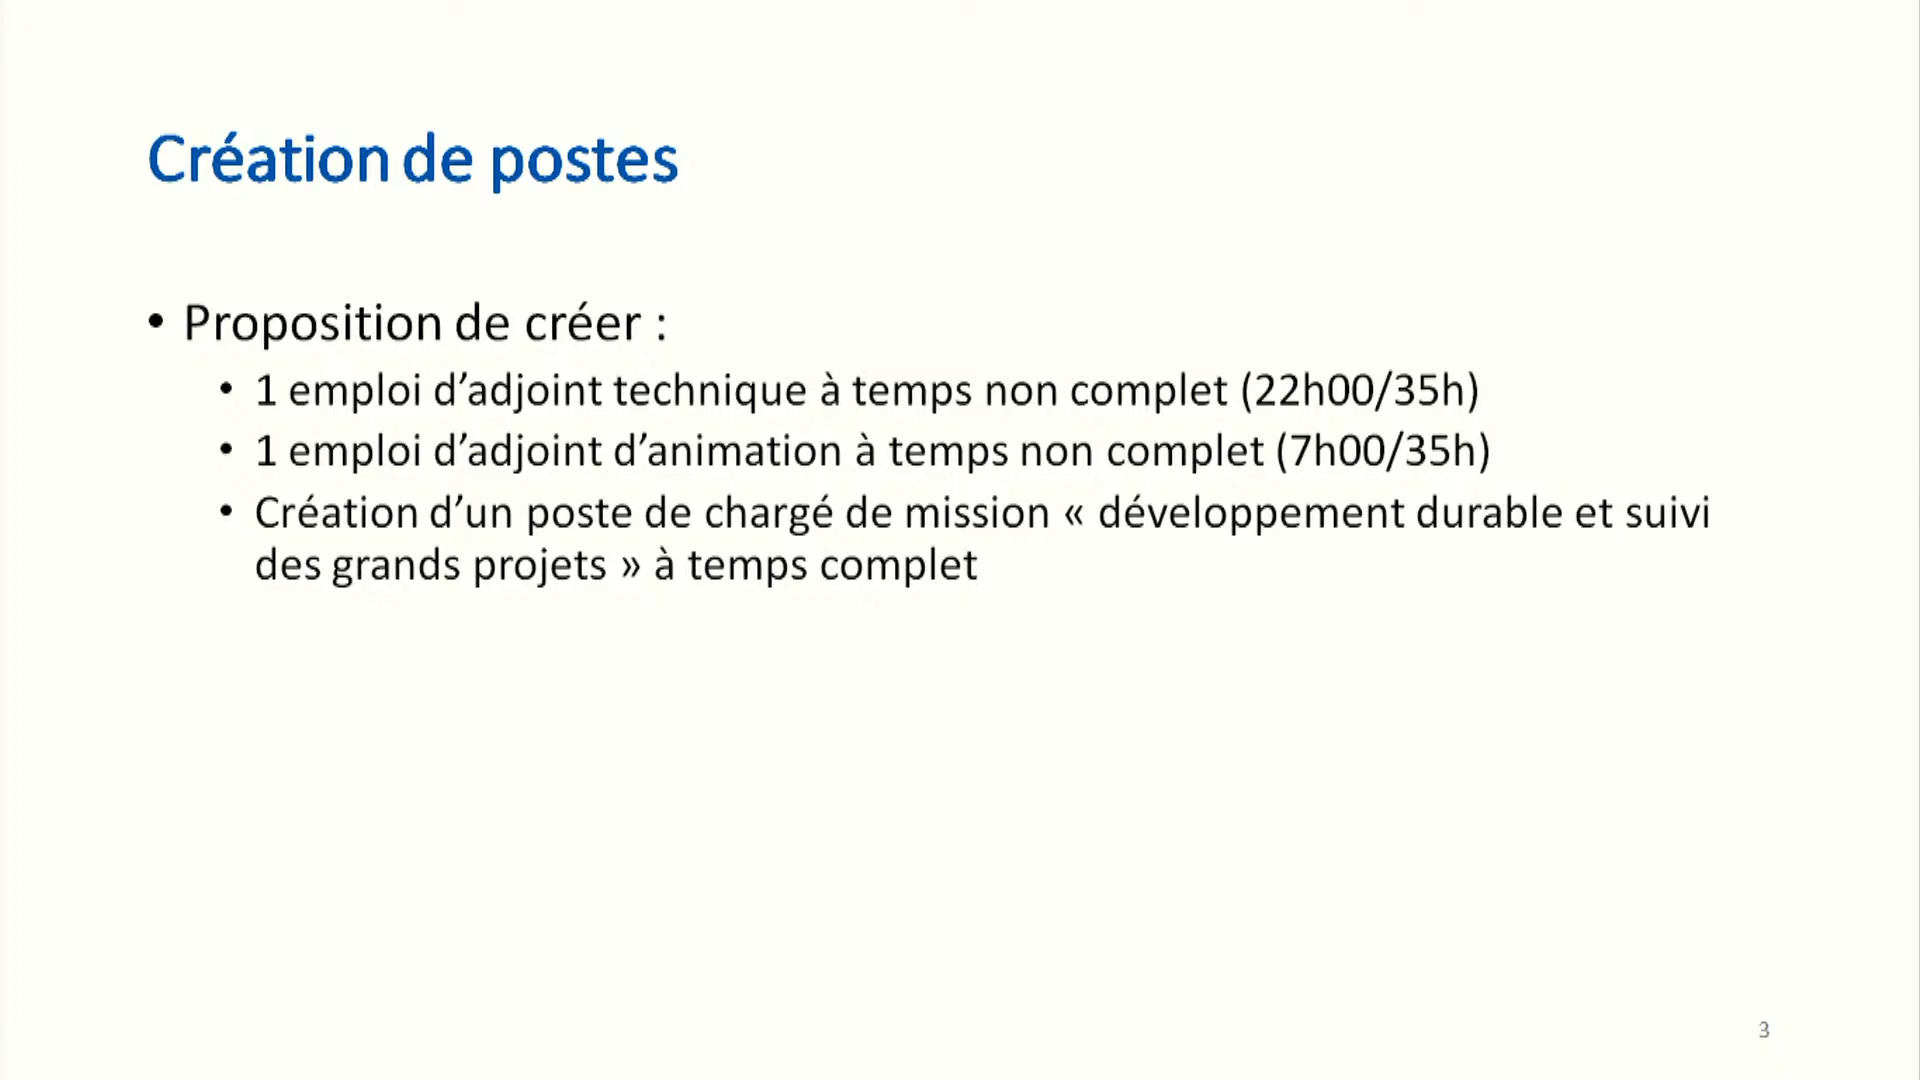 Création de postes
• Proposition de créer :
• 1 emploi d’adjoint technique à temps non complet (22h00/35h)
• 1 emploi d’adjoint d’animation à temps non complet (7h00/35h)
• Création d’un poste de chargé de mission « développement durable et suivi
des grands projets » à temps complet
3